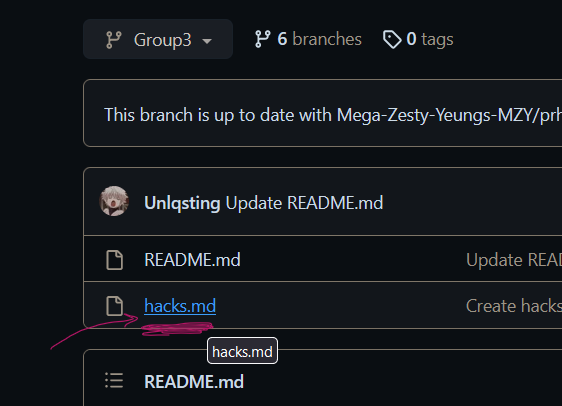 Group3 6 branches 0 tags
This branch is up to date with Mega-Zesty-Yeungs-MZY/prh
Unlqsting Update README.md
README.md Update READ
hacks.md Create hacks
hacks.md
README.md